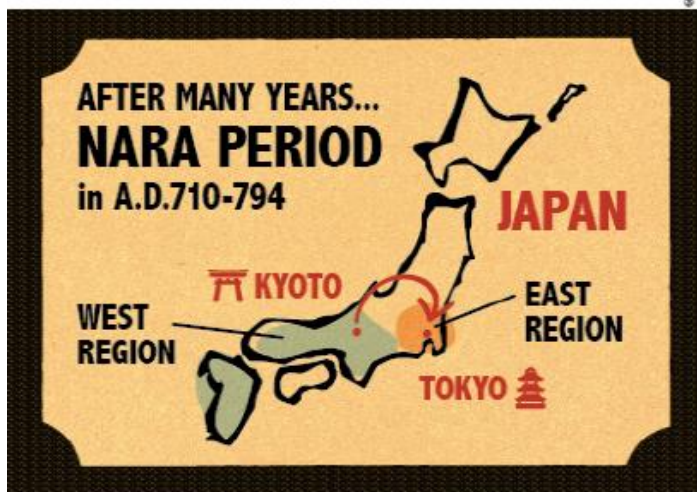 AFTER MANY YEARS...
NARA PERIOD
in A.D.710-794
JAPAN
KYOTO
WEST
REGION
EAST
REGION
TOKYO